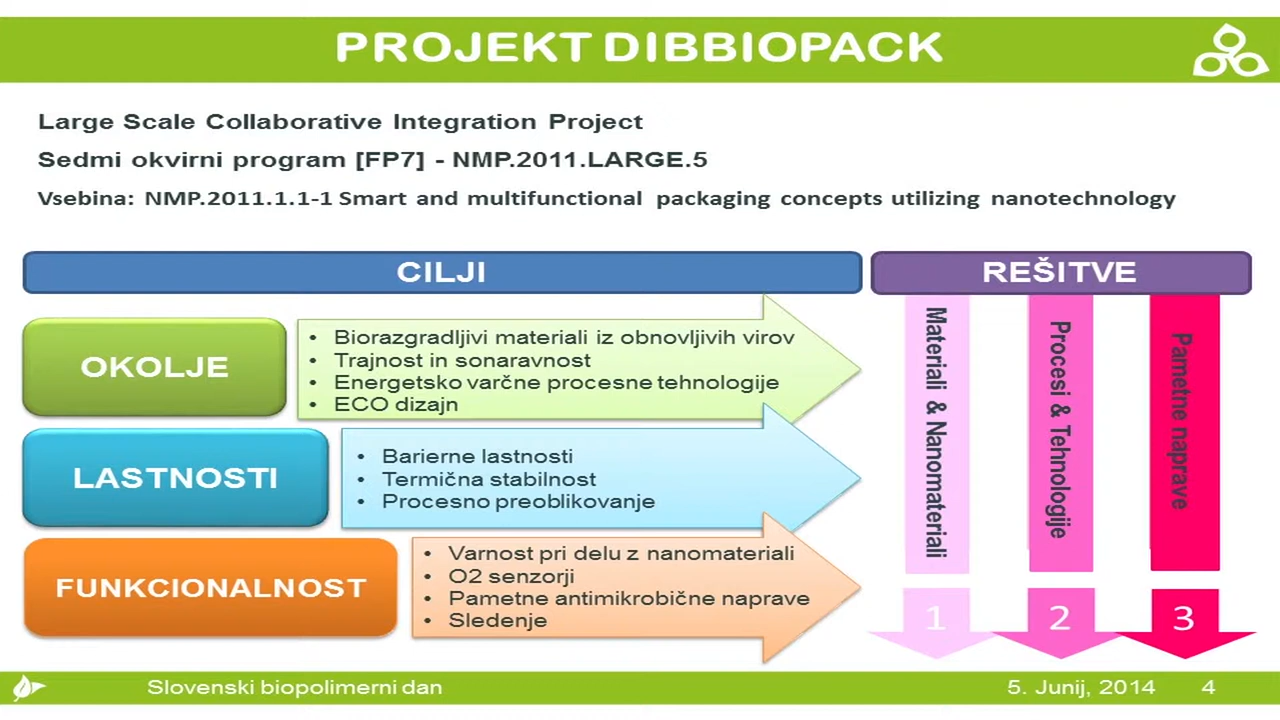 PROJEKT DIBBIOPACK
Large Scale Collaborative Integration Project
Sedmi okvirni program [FP7] - NMP.2011.LARGE.5
Vsebina: NMP.2011.1.1-1 Smart and multifunctional packaging concepts utilizing nanotechnology
CILJI
REŠITVE
OKOLJE
• Biorazgradljivi materiali iz obnovljivih virov
• Trajnost in sonaravnost
• Energetsko varčne procesne tehnologije
• ECO dizajn
LASTNOSTI
• Barierne lastnosti
• Termična stabilnost
• Procesno preoblikovanje
FUNKCIONALNOST
• Varnost pri delu z nanomateriali
• O2 senzorji
• Pametne antimikrobične naprave
• Sledenje
Materiali & Nanomateriali
Procesi & Tehnologije
Pametne naprave
1
2
3
Slovenski biopolimerni dan
5. Junij, 2014
4